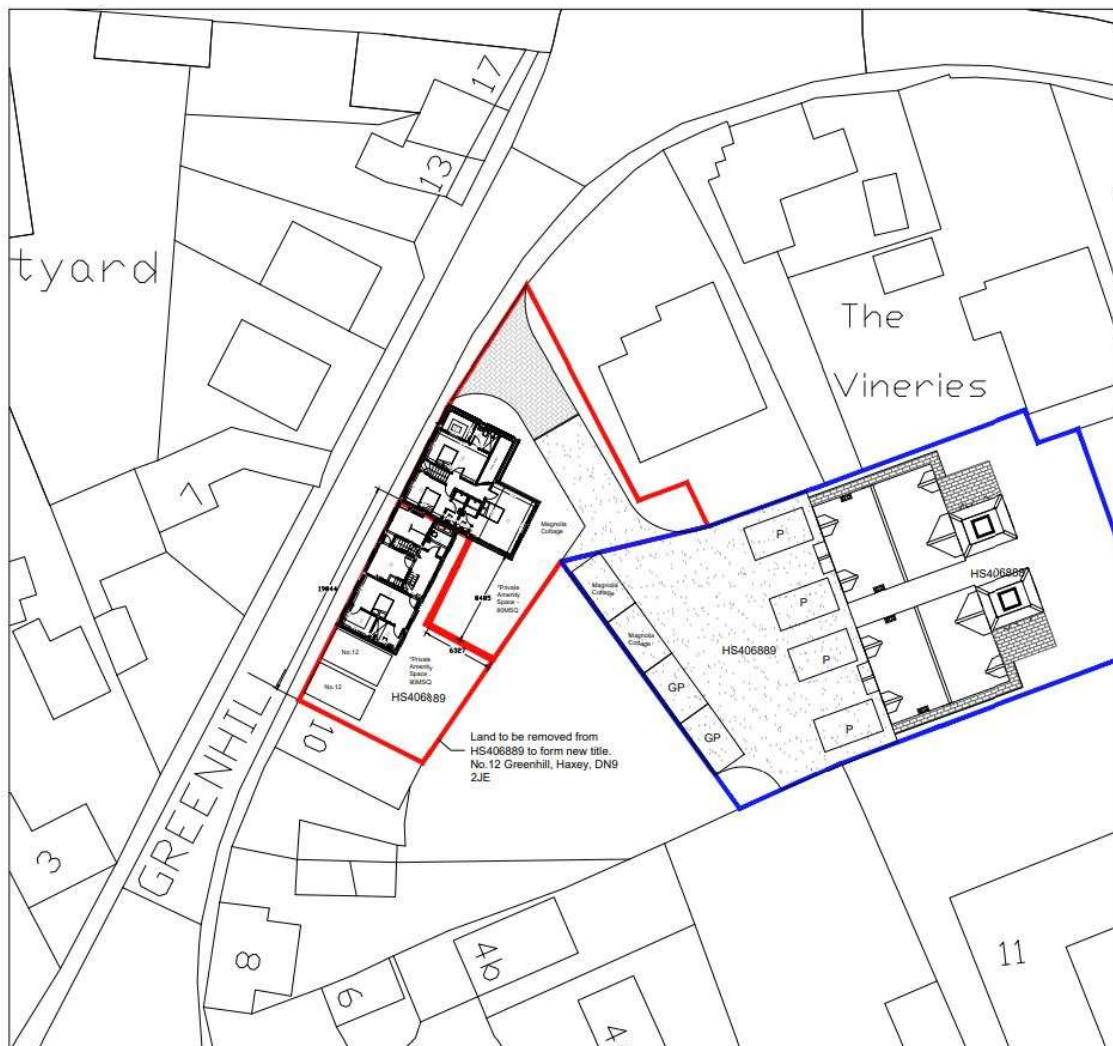 17
13
tyard
The
Vineries
7
Magnolia
Cottage
19044
*Private
Amenity
Space -
80MSQ
8405
6327
No.12
No.12
*Private
Amenity
Space -
80MSQ
HS406889
10
Land to be removed from
HS406889 to form new title.
No.12 Greenhill, Haxey, DN9
2JE
Magnolia
Cottage
Magnolia
Cottage
GP
GP
HS406889
P
P
P
P
HS406889
GREENHIL
3
8
6
4b
4
11